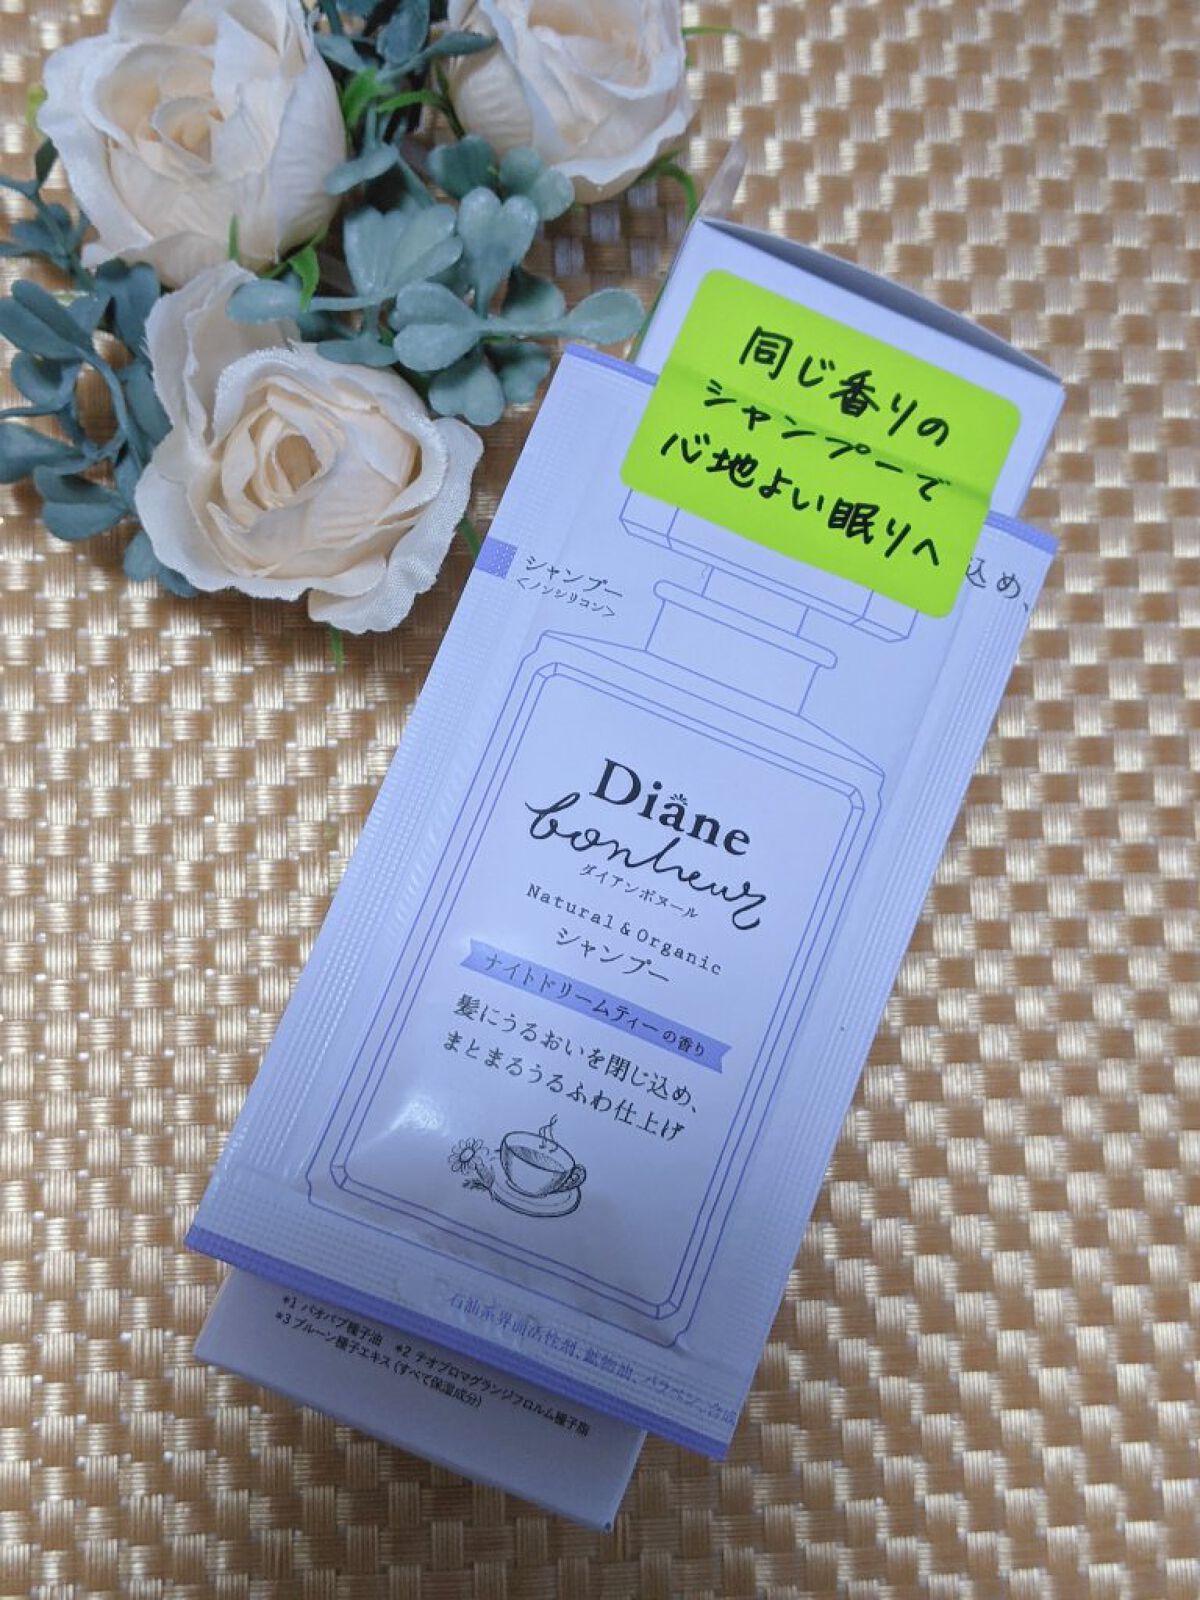 同じ香りの
シャンプーで
心地よい眠りへ
込め、
シャンプー
<ノンシリコン>
Diane
bonheur
ダイアンボヌール
Natural & Organic
シャンプー
ナイトドリームティーの香り
髪にうるおいを閉じ込め、
まとまるうるふわ仕上げ
石油系界面活性剤、鉱物油、パラベン、合成
*1 バオバブ種子油 *2 テオブロマグランジフロルム種子脂
*3 プルーン種子エキス (すべて保湿成分)